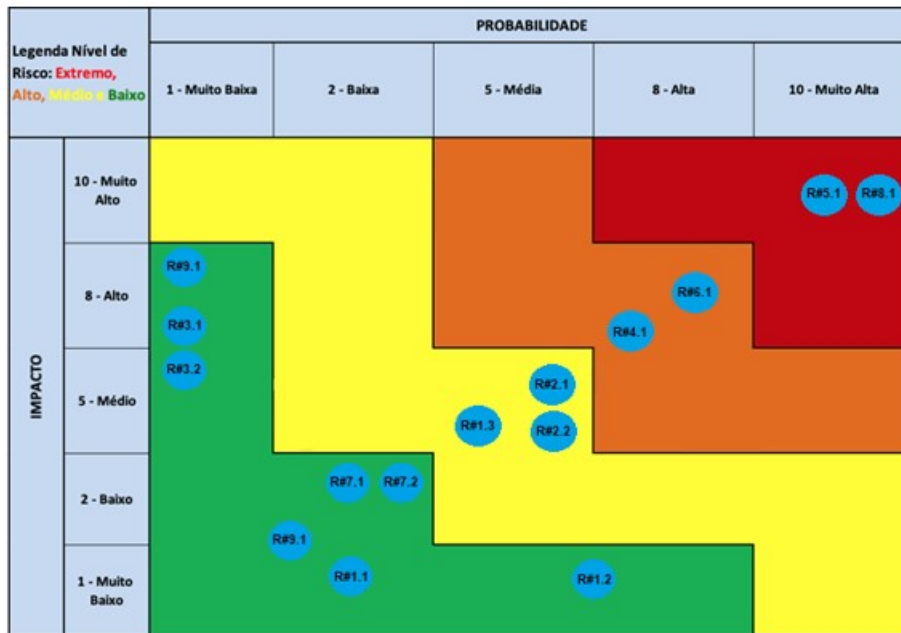 PROBABILIDADE
Legenda Nível de
Risco: Extremo,
Alto, Médio e Baixo
1 - Muito Baixa
2 - Baixa
5 - Média
8 - Alta
10 - Muito Alta
IMPACTO
10 - Muito
Alto
R#5.1
R#8.1
8 - Alto
R#9.1
R#6.1
R#3.1
R#4.1
5 - Médio
R#3.2
R#2.1
R#1.3
R#2.2
2 - Baixo
R#7.1
R#7.2
R#9.1
1 - Muito
Baixo
R#1.1
R#1.2